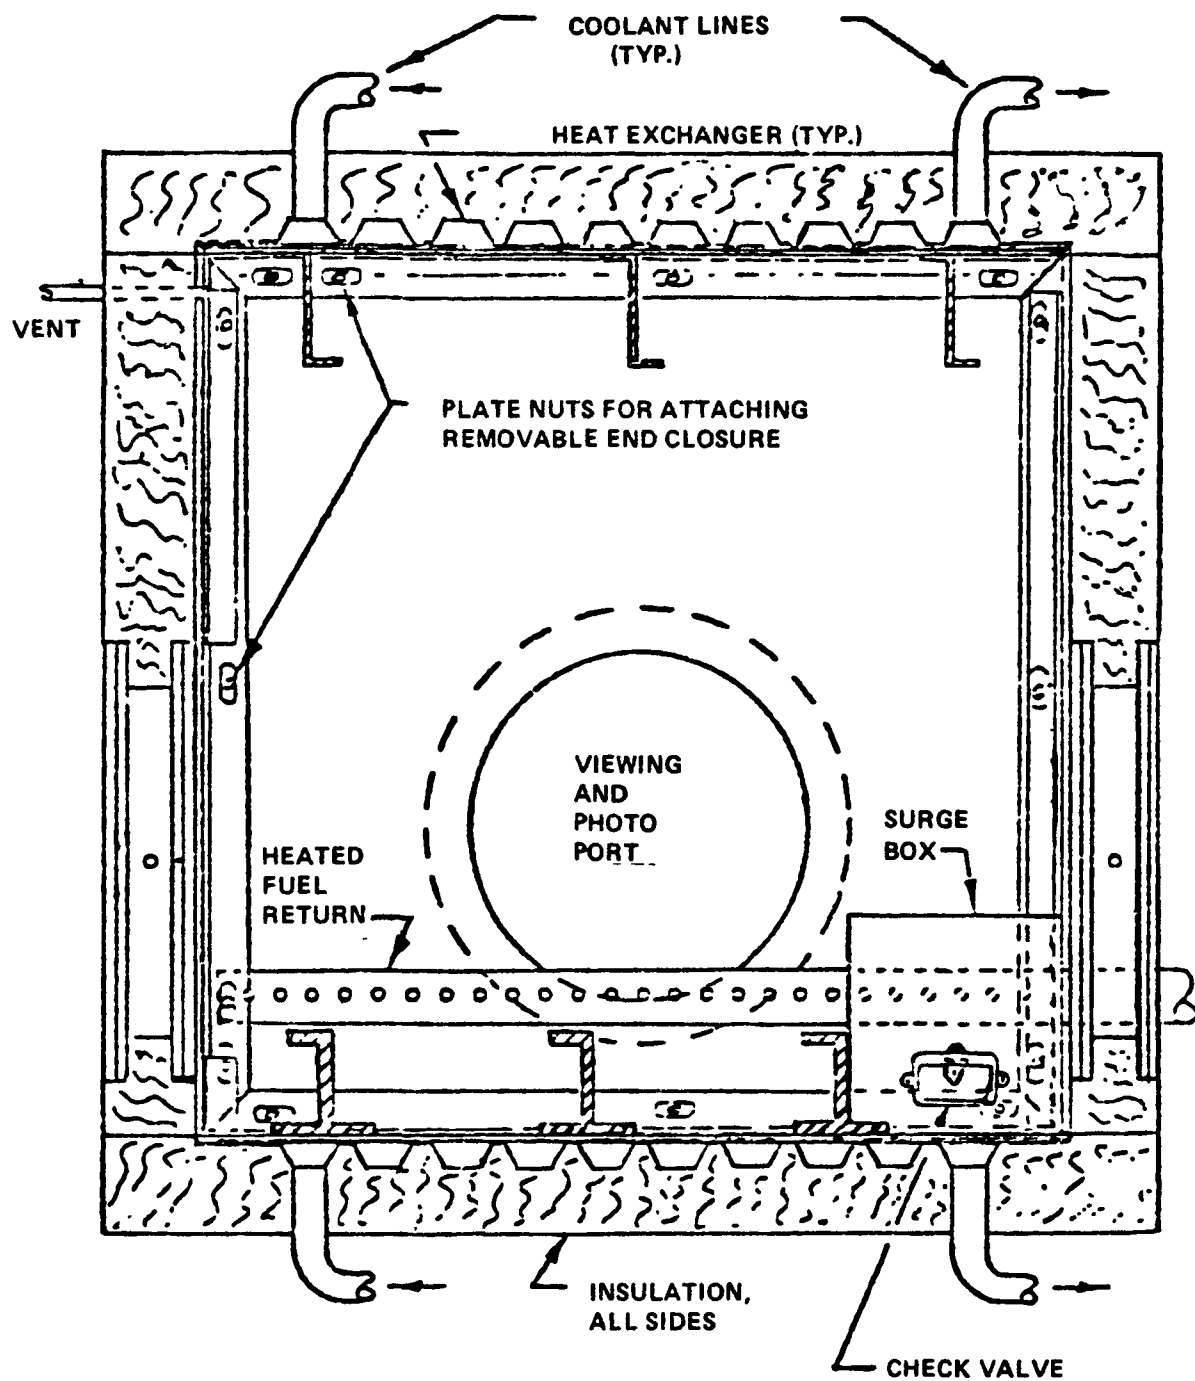 COOLANT LINES
(TYP.)
HEAT EXCHANGER (TYP.)
VENT
PLATE NUTS FOR ATTACHING
REMOVABLE END CLOSURE
VIEWING
AND
PHOTO
PORT
SURGE
BOX
HEATED
FUEL
RETURN
INSULATION,
ALL SIDES
CHECK VALVE